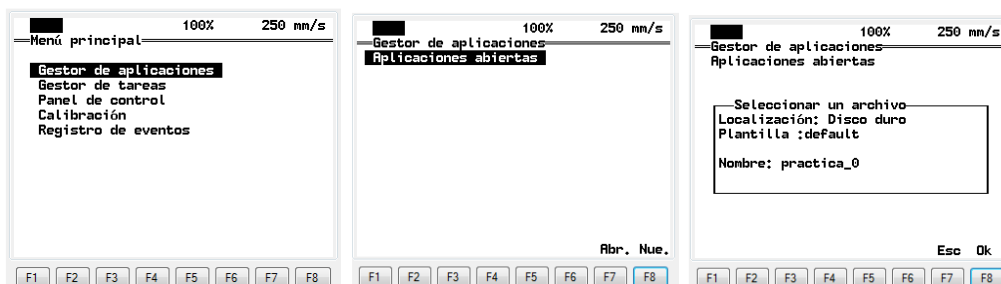 100% 250 mm/s
Menú principal
Gestor de aplicaciones
Gestor de tareas
Panel de control
Calibración
Registro de eventos
F1 F2 F3 F4 F5 F6 F7 F8
100% 250 mm/s
Gestor de aplicaciones
Aplicaciones abiertas
Abr. Nue.
F1 F2 F3 F4 F5 F6 F7 F8
100% 250 mm/s
Gestor de aplicaciones
Aplicaciones abiertas
Seleccionar un archivo
Localización: Disco duro
Plantilla :default
Nombre: practica_0
Esc Ok
F1 F2 F3 F4 F5 F6 F7 F8